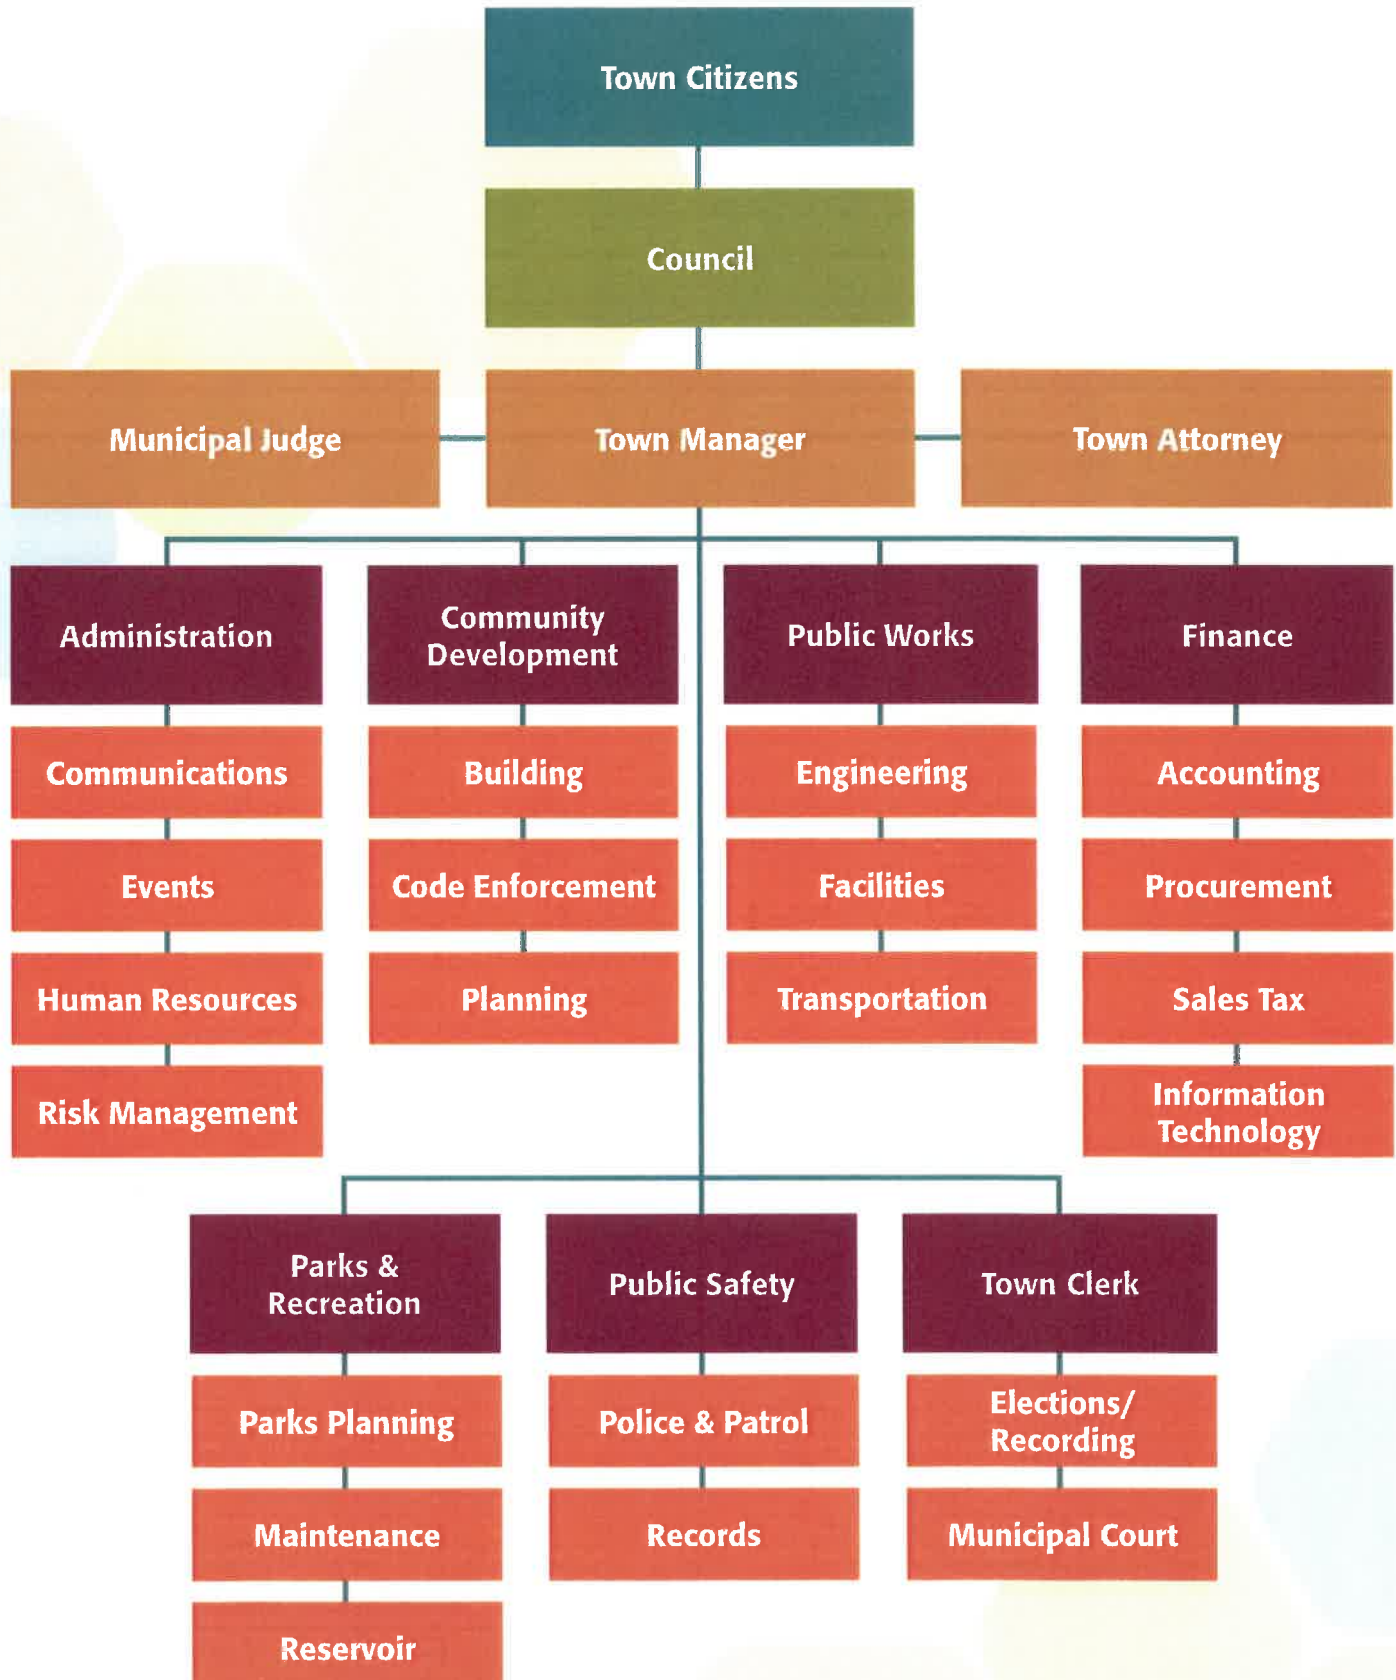 Town Citizens
Council
Municipal Judge
Town Manager
Town Attorney
Administration
Community
Development
Public Works
Finance
Communications
Building
Engineering
Accounting
Events
Code Enforcement
Facilities
Procurement
Human Resources
Planning
Transportation
Sales Tax
Risk Management
Information
Technology
Parks &
Recreation
Public Safety
Town Clerk
Parks Planning
Police & Patrol
Elections/
Recording
Maintenance
Records
Municipal Court
Reservoir